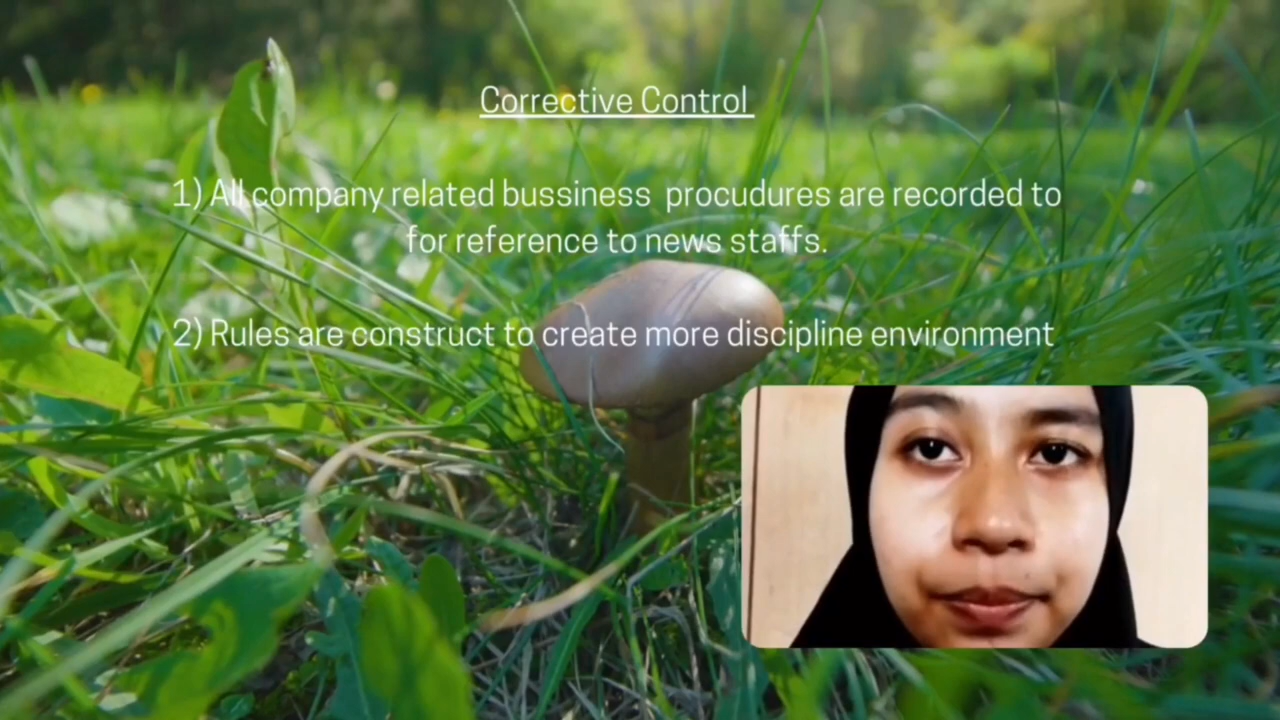 Corrective Control
1) All company related bussiness procudures are recorded to
for reference to news staffs.
2) Rules are construct to create more discipline environment